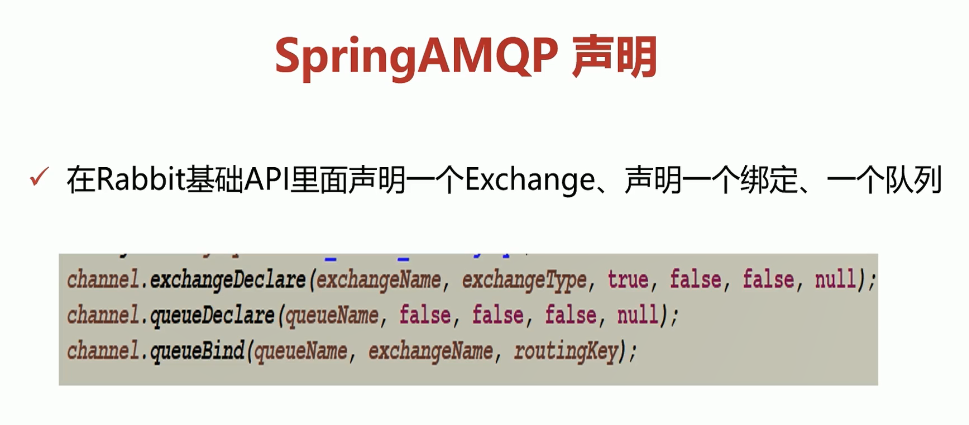 SpringAMQP 声明
✓ 在Rabbit基础API里面声明一个Exchange、声明一个绑定、一个队列
channel.exchangeDeclare(exchangeName, exchangeType, true, false, false, null);
channel.queueDeclare(queueName, false, false, false, null);
channel.queueBind(queueName, exchangeName, routingKey);